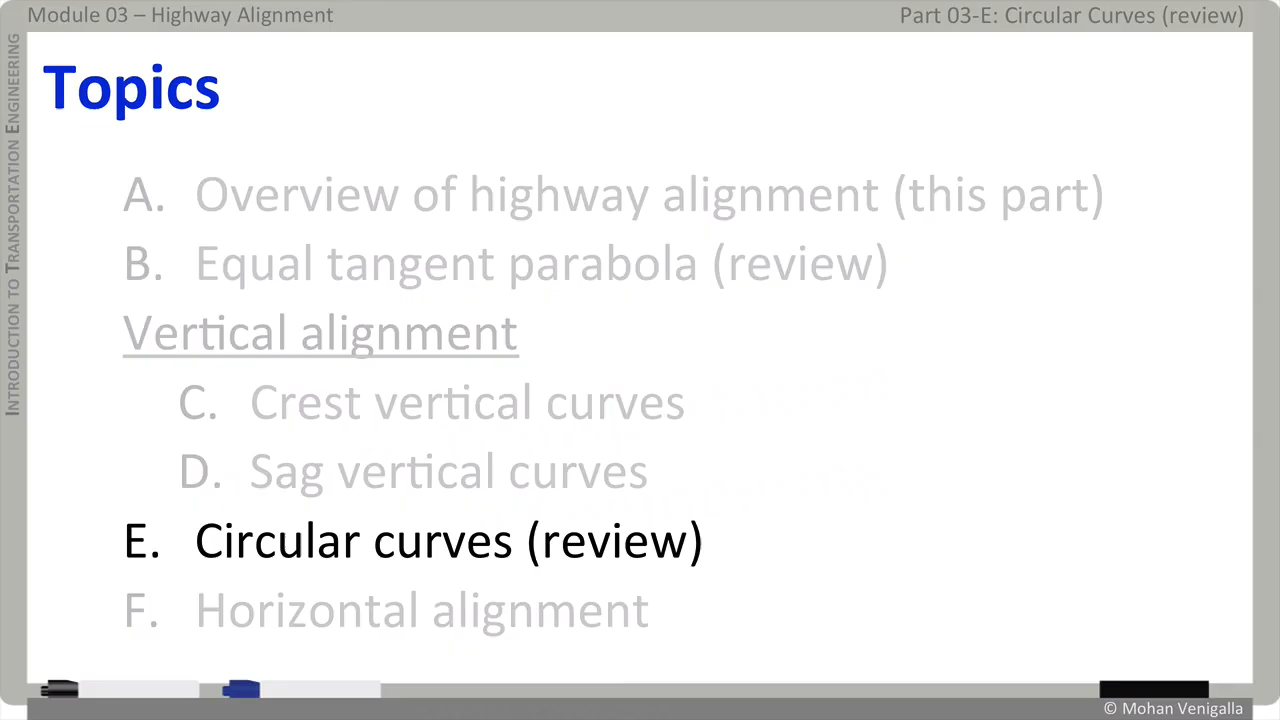 Module 03 – Highway Alignment
Part 03-E: Circular Curves (review)
INTRODUCTION TO TRANSPORTATION ENGINEERING
Topics
A. Overview of highway alignment (this part)
B. Equal tangent parabola (review)
Vertical alignment
C. Crest vertical curves
D. Sag vertical curves
E. Circular curves (review)
F. Horizontal alignment
© Mohan Venigalla